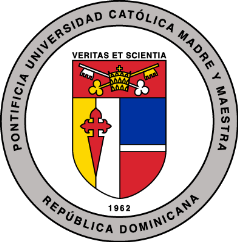 PONTIFICIA UNIVERSIDAD CATÓLICA MADRE Y MAESTRA
VERITAS ET SCIENTIA
1962
REPÚBLICA DOMINICANA